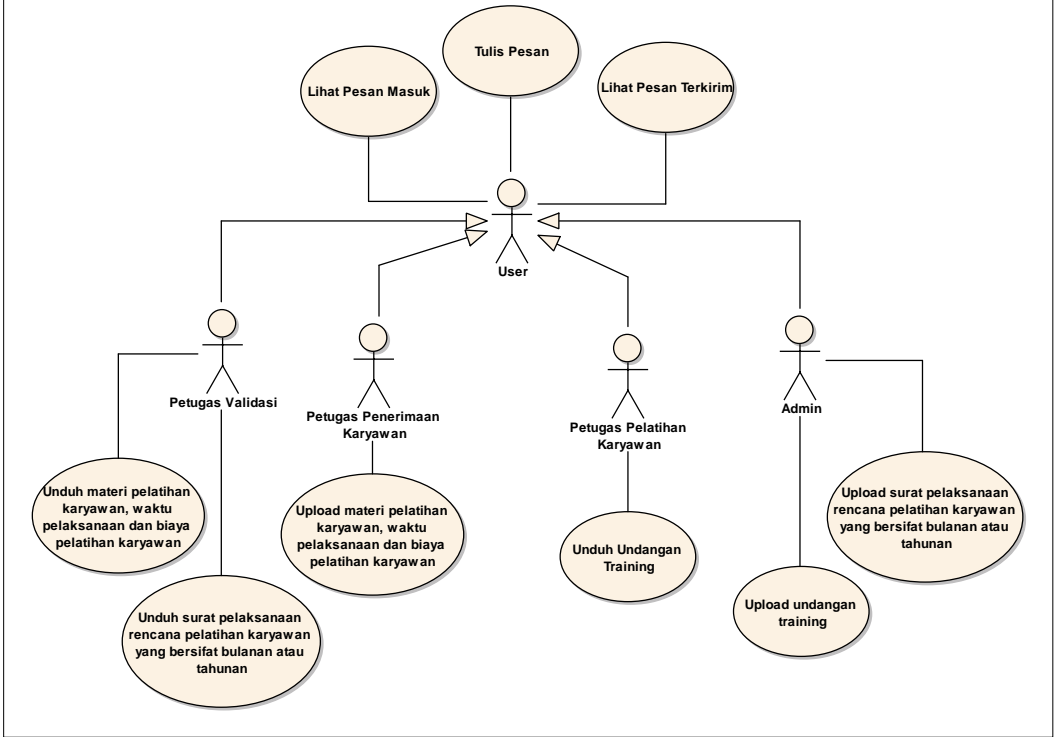 Tulis Pesan
Lihat Pesan Masuk
Lihat Pesan Terkirim
User
Petugas Validasi
Petugas Penerimaan
Karyawan
Petugas Pelatihan
Karyawan
Admin
Unduh materi pelatihan
karyawan, waktu
pelaksanaan dan biaya
pelatihan karyawan
Upload materi pelatihan
karyawan, waktu
pelaksanaan dan biaya
pelatihan karyawan
Unduh Undangan
Training
Upload surat pelaksanaan
rencana pelatihan karyawan
yang bersifat bulanan atau
tahunan
Unduh surat pelaksanaan
rencana pelatihan karyawan
yang bersifat bulanan atau
tahunan
Upload undangan
training